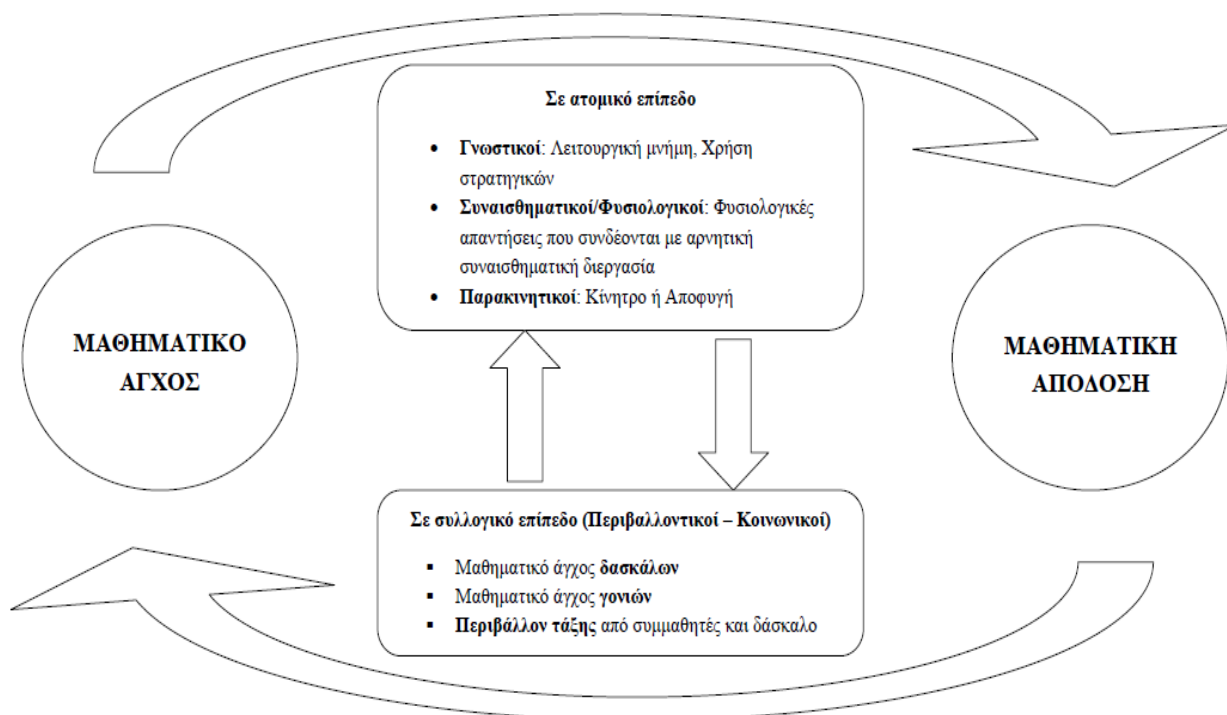 Σε ατομικό επίπεδο
• Γνωστικοί: Λειτουργική μνήμη, Χρήση
στρατηγικών
• Συναισθηματικοί/Φυσιολογικοί: Φυσιολογικές
απαντήσεις που συνδέονται με αρνητική
συναισθηματική διεργασία
• Παρακινητικοί: Κίνητρο ή Αποφυγή
ΜΑΘΗΜΑΤΙΚΟ
ΑΓΧΟΣ
ΜΑΘΗΜΑΤΙΚΗ
ΑΠΟΔΟΣΗ
Σε συλλογικό επίπεδο (Περιβαλλοντικοί – Κοινωνικοί)
▪ Μαθηματικό άγχος δασκάλων
▪ Μαθηματικό άγχος γονιών
▪ Περιβάλλον τάξης από συμμαθητές και δάσκαλο